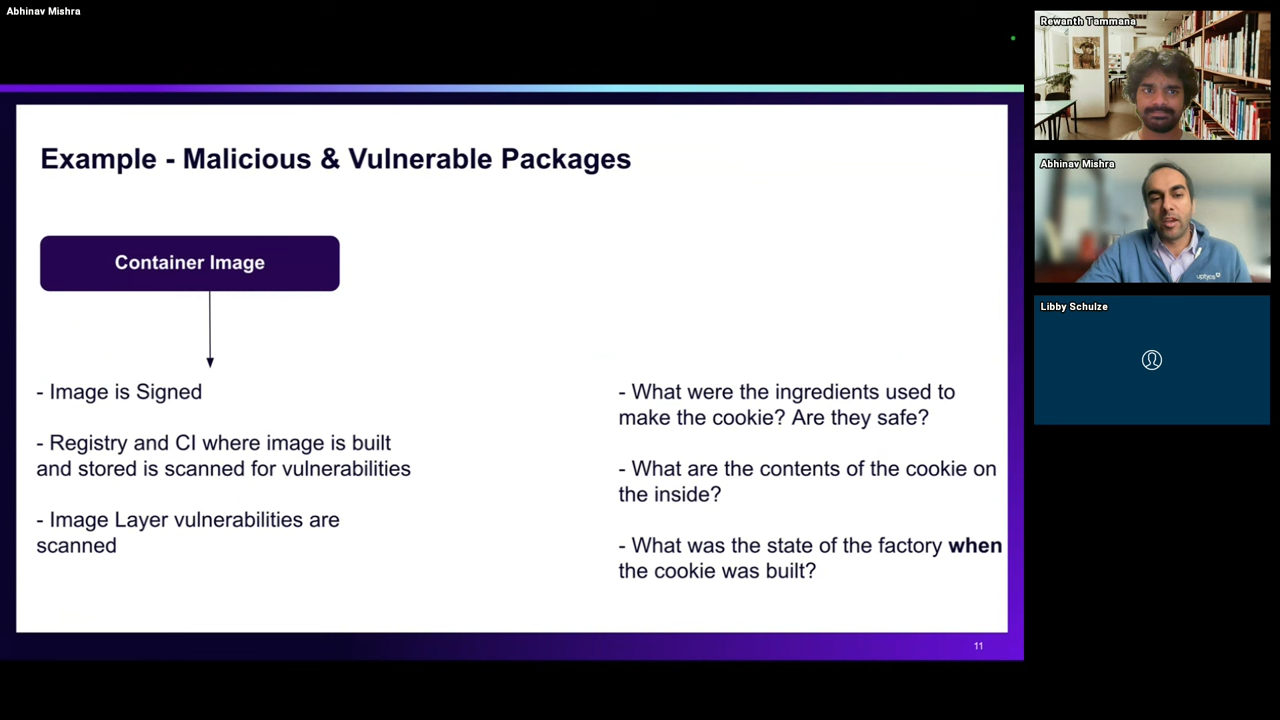 Abhinav Mishra
Example - Malicious & Vulnerable Packages
Container Image
- Image is Signed
- Registry and CI where image is built
and stored is scanned for vulnerabilities
- Image Layer vulnerabilities are
scanned
- What were the ingredients used to
make the cookie? Are they safe?
- What are the contents of the cookie on
the inside?
- What was the state of the factory when
the cookie was built?
11
Rewanth Tammana
Abhinav Mishra
uptycs
Libby Schulze